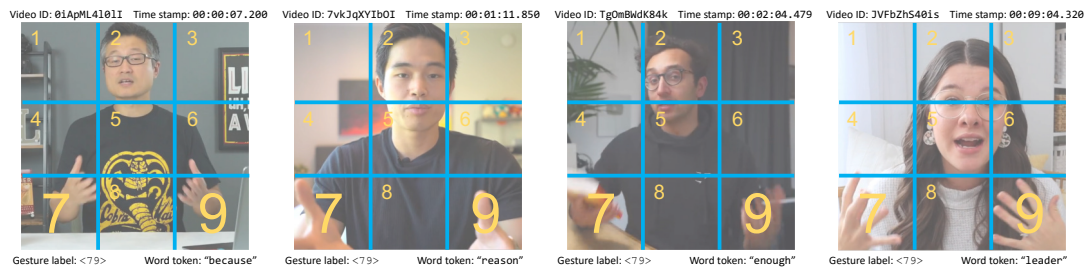 Video ID: 0iApML4l0lI Time stamp: 00:00:07.200
1 2 3
4 5 6
7 8 9
LI
UH,
A V
Cobra Kai
Gesture label: <79> Word token: “because”
Video ID: 7vkJqXYIbOI Time stamp: 00:01:11.850
1 2 3
4 5 6
7 8 9
Gesture label: <79> Word token: “reason”
Video ID: TgOmBWdK84k Time stamp: 00:02:04.479
1 2 3
4 5 6
7 8 9
Gesture label: <79> Word token: “enough”
Video ID: JVFbZhS40is Time stamp: 00:09:04.320
1 2 3
4 5 6
7 8 9
Gesture label: <79> Word token: “leader”